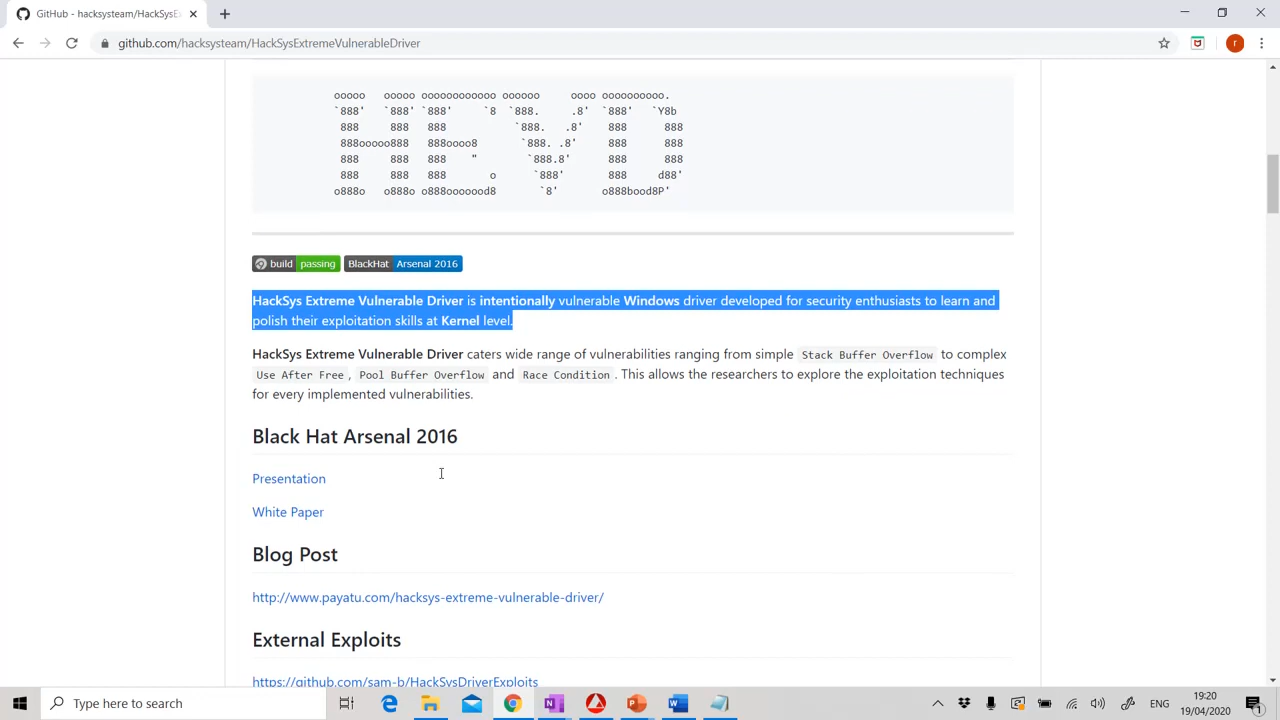 GitHub - hacksysteam/HackSysE
github.com/hacksysteam/HackSysExtremeVulnerableDriver
ooooo   ooooo oooooooooooo oooooo     oooo oooooooooo.
`888'   `888' `888'     `8  `888.     .8'  `888'   `Y8b
888     888   888           `888.   .8'    888      888
888ooooo888   888oooo8       `888. .8'     888      888
888     888   888    "        `888.8'      888      888
888     888   888       o      `888'       888     d88'
o888o   o888o o888ooooood8       `8'       o888bood8P'
build passing BlackHat Arsenal 2016
HackSys Extreme Vulnerable Driver is intentionally vulnerable Windows driver developed for security enthusiasts to learn and
polish their exploitation skills at Kernel level.
HackSys Extreme Vulnerable Driver caters wide range of vulnerabilities ranging from simple Stack Buffer Overflow to complex
Use After Free , Pool Buffer Overflow and Race Condition . This allows the researchers to explore the exploitation techniques
for every implemented vulnerabilities.
Black Hat Arsenal 2016
Presentation
White Paper
Blog Post
http://www.payatu.com/hacksys-extreme-vulnerable-driver/
External Exploits
https://github.com/sam-b/HackSysDriverExploits
Type here to search
ENG
19:20
19/04/2020